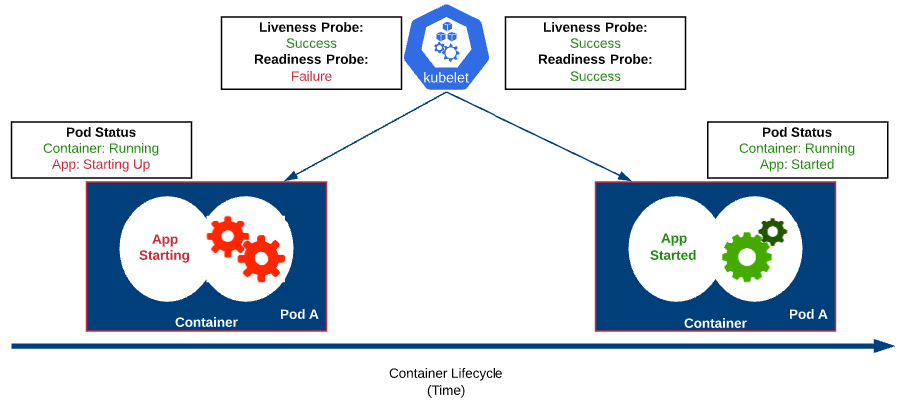 Liveness Probe:
Success
Readiness Probe:
Failure
kubelet
Liveness Probe:
Success
Readiness Probe:
Success
Pod Status
Container: Running
App: Starting Up
Pod Status
Container: Running
App: Started
App
Starting
Container
Pod A
App
Started
Container
Pod A
Container Lifecycle
(Time)